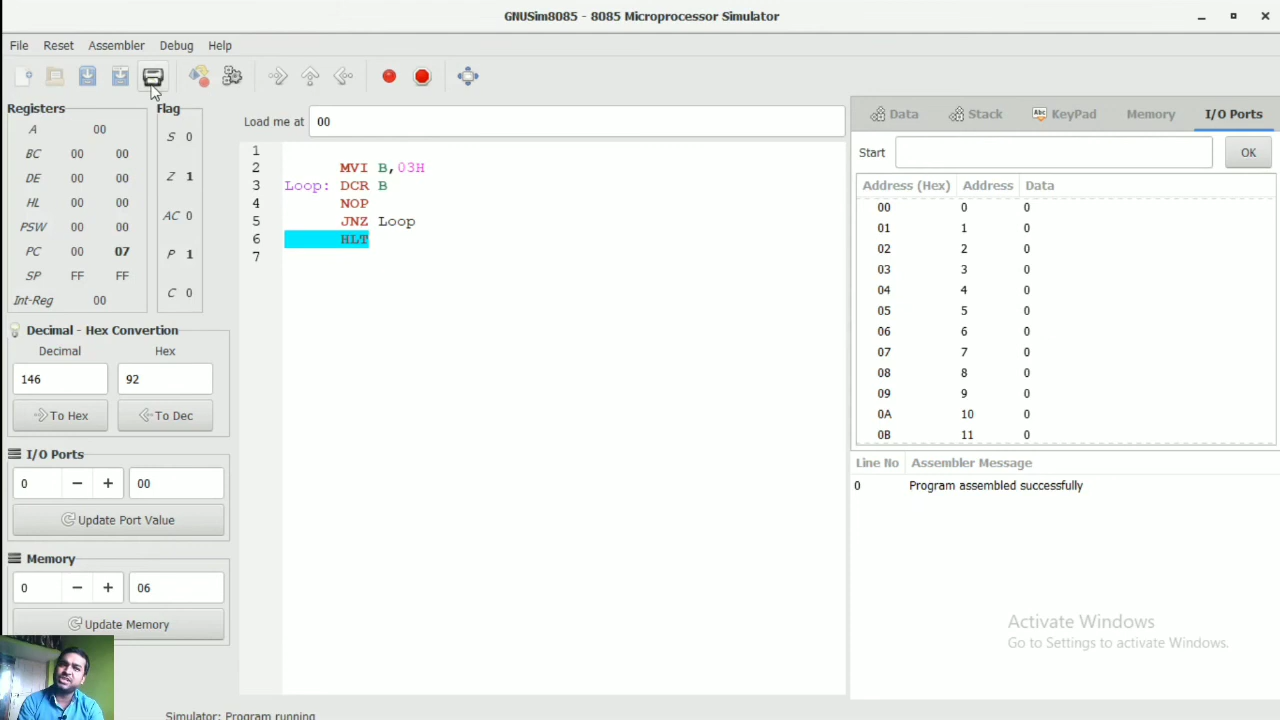 GNUSim8085 - 8085 Microprocessor Simulator
File Reset Assembler Debug Help
Registers Flag
A 00
BC 00 00
DE 00 00
HL 00 00
PSW 00 00
PC 00 07
SP FF FF
Int-Reg 00
S 0
Z 1
AC 0
P 1
C 0
Decimal - Hex Convertion
Decimal Hex
146 92
To Hex To Dec
I/O Ports
0 − + 00
Update Port Value
Memory
0 − + 06
Update Memory
Load me at 00
1
2 MVI B,03H
3 Loop: DCR B
4 NOP
5 JNZ Loop
6 HLT
7
Data Stack Abc KeyPad Memory I/O Ports
Start OK
Address (Hex) Address Data
00 0 0
01 1 0
02 2 0
03 3 0
04 4 0
05 5 0
06 6 0
07 7 0
08 8 0
09 9 0
0A 10 0
0B 11 0
Line No Assembler Message
0 Program assembled successfully
Activate Windows
Go to Settings to activate Windows.
Simulator: Program running